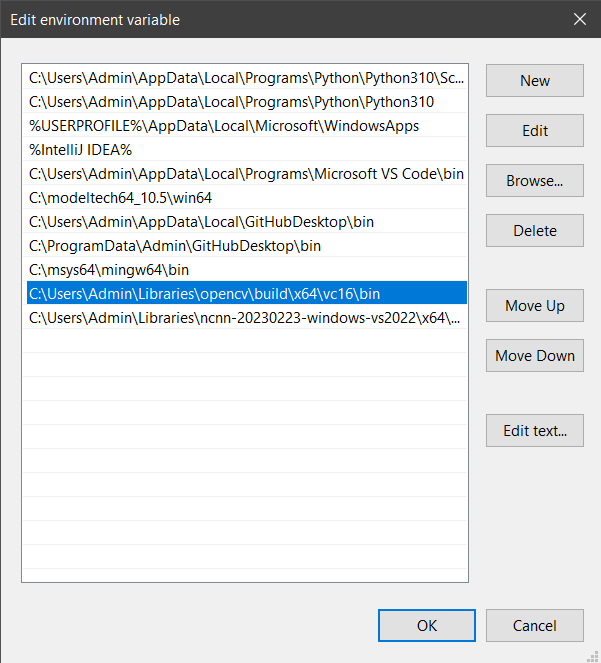 Edit environment variable
C:\Users\Admin\AppData\Local\Programs\Python\Python310\Sc...
C:\Users\Admin\AppData\Local\Programs\Python\Python310
%USERPROFILE%\AppData\Local\Microsoft\WindowsApps
%IntelliJ IDEA%
C:\Users\Admin\AppData\Local\Programs\Microsoft VS Code\bin
C:\modeltech64_10.5\win64
C:\Users\Admin\AppData\Local\GitHubDesktop\bin
C:\ProgramData\Admin\GitHubDesktop\bin
C:\msys64\mingw64\bin
C:\Users\Admin\Libraries\opencv\build\x64\vc16\bin
C:\Users\Admin\Libraries\ncnn-20230223-windows-vs2022\x64\...
New
Edit
Browse...
Delete
Move Up
Move Down
Edit text...
OK
Cancel